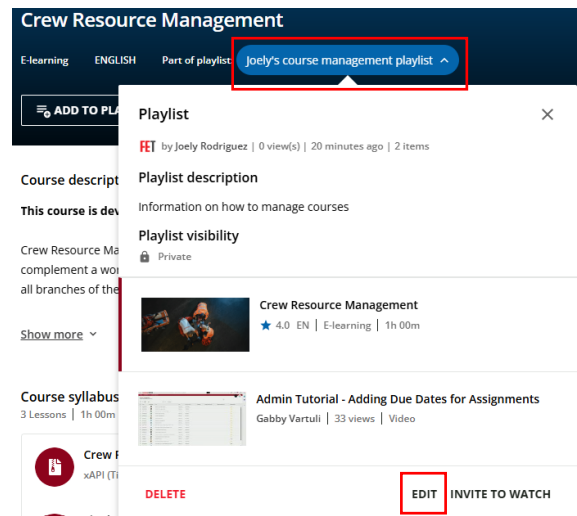 Crew Resource Management
E-learning ENGLISH Part of playlist Joely's course management playlist
ADD TO PLA
Playlist
FET by Joely Rodriguez | 0 view(s) | 20 minutes ago | 2 items
Course descript
Playlist description
This course is dev
Information on how to manage courses
Playlist visibility
Crew Resource Ma
Private
complement a wor
all branches of the
Crew Resource Management
4.0 EN | E-learning | 1h 00m
Show more
Course syllabus
Admin Tutorial - Adding Due Dates for Assignments
3 Lessons | 1h 00m
Gabby Vartuli | 33 views | Video
Crew R
xAPI (Ti
DELETE EDIT INVITE TO WATCH